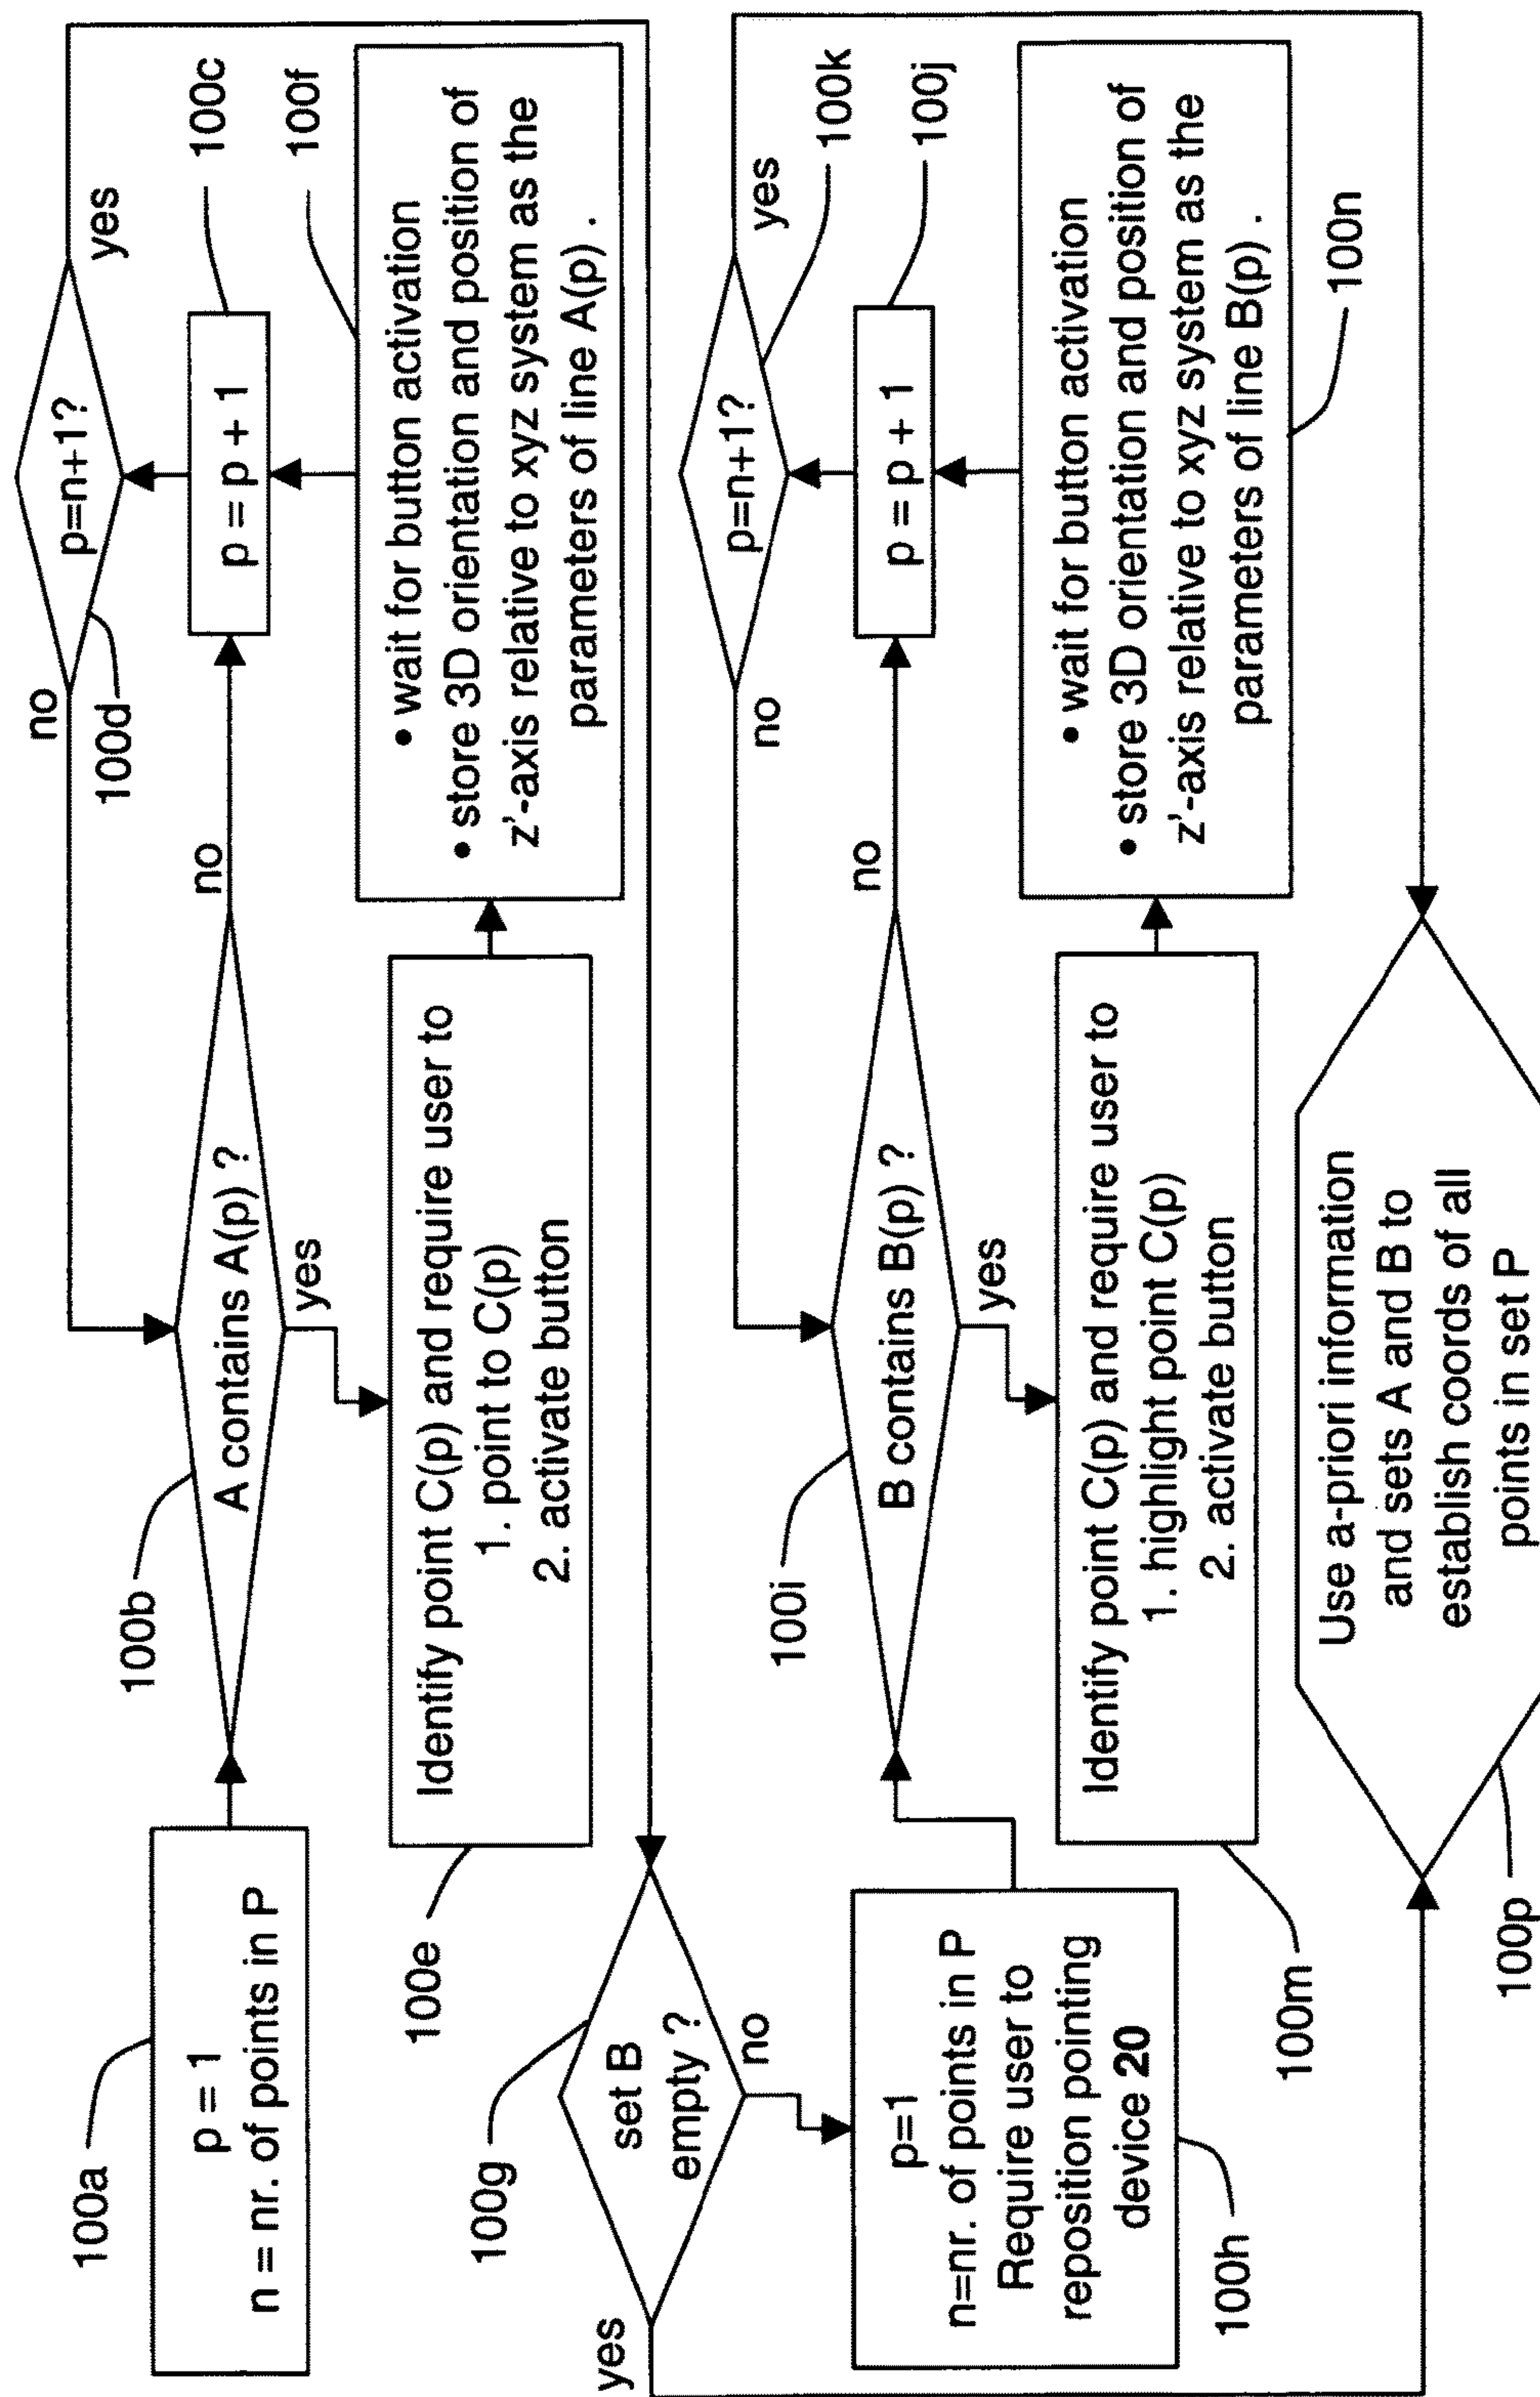 100a
p = 1
n = nr. of points in P
100b
A contains A(p) ?
no
yes
100c
p = p + 1
100d
p=n+1?
no
yes
100e
Identify point C(p) and require user to
1. point to C(p)
2. activate button
100f
• wait for button activation
• store 3D orientation and position of
z'-axis relative to xyz system as the
parameters of line A(p) .
100g
set B
empty ?
yes
no
100h
p=1
n=nr. of points in P
Require user to
reposition pointing
device 20
100i
B contains B(p) ?
no
yes
100j
p = p + 1
100k
p=n+1?
no
yes
100m
Identify point C(p) and require user to
1. highlight point C(p)
2. activate button
100n
• wait for button activation
• store 3D orientation and position of
z'-axis relative to xyz system as the
parameters of line B(p) .
100p
Use a-priori information
and sets A and B to
establish coords of all
points in set P